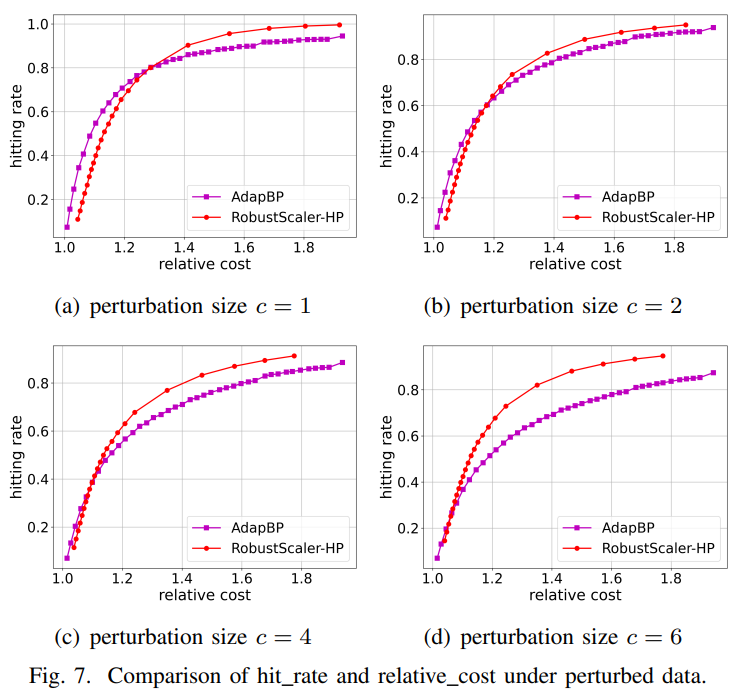 1.0
0.8
0.6
0.4
0.2
hitting rate
1.0 1.2 1.4 1.6 1.8
relative cost
AdapBP
RobustScaler-HP
(a) perturbation size c = 1
0.8
0.6
0.4
0.2
hitting rate
1.0 1.2 1.4 1.6 1.8
relative cost
AdapBP
RobustScaler-HP
(b) perturbation size c = 2
0.8
0.6
0.4
0.2
hitting rate
1.0 1.2 1.4 1.6 1.8
relative cost
AdapBP
RobustScaler-HP
(c) perturbation size c = 4
0.8
0.6
0.4
0.2
hitting rate
1.0 1.2 1.4 1.6 1.8
relative cost
AdapBP
RobustScaler-HP
(d) perturbation size c = 6
Fig. 7. Comparison of hit_rate and relative_cost under perturbed data.